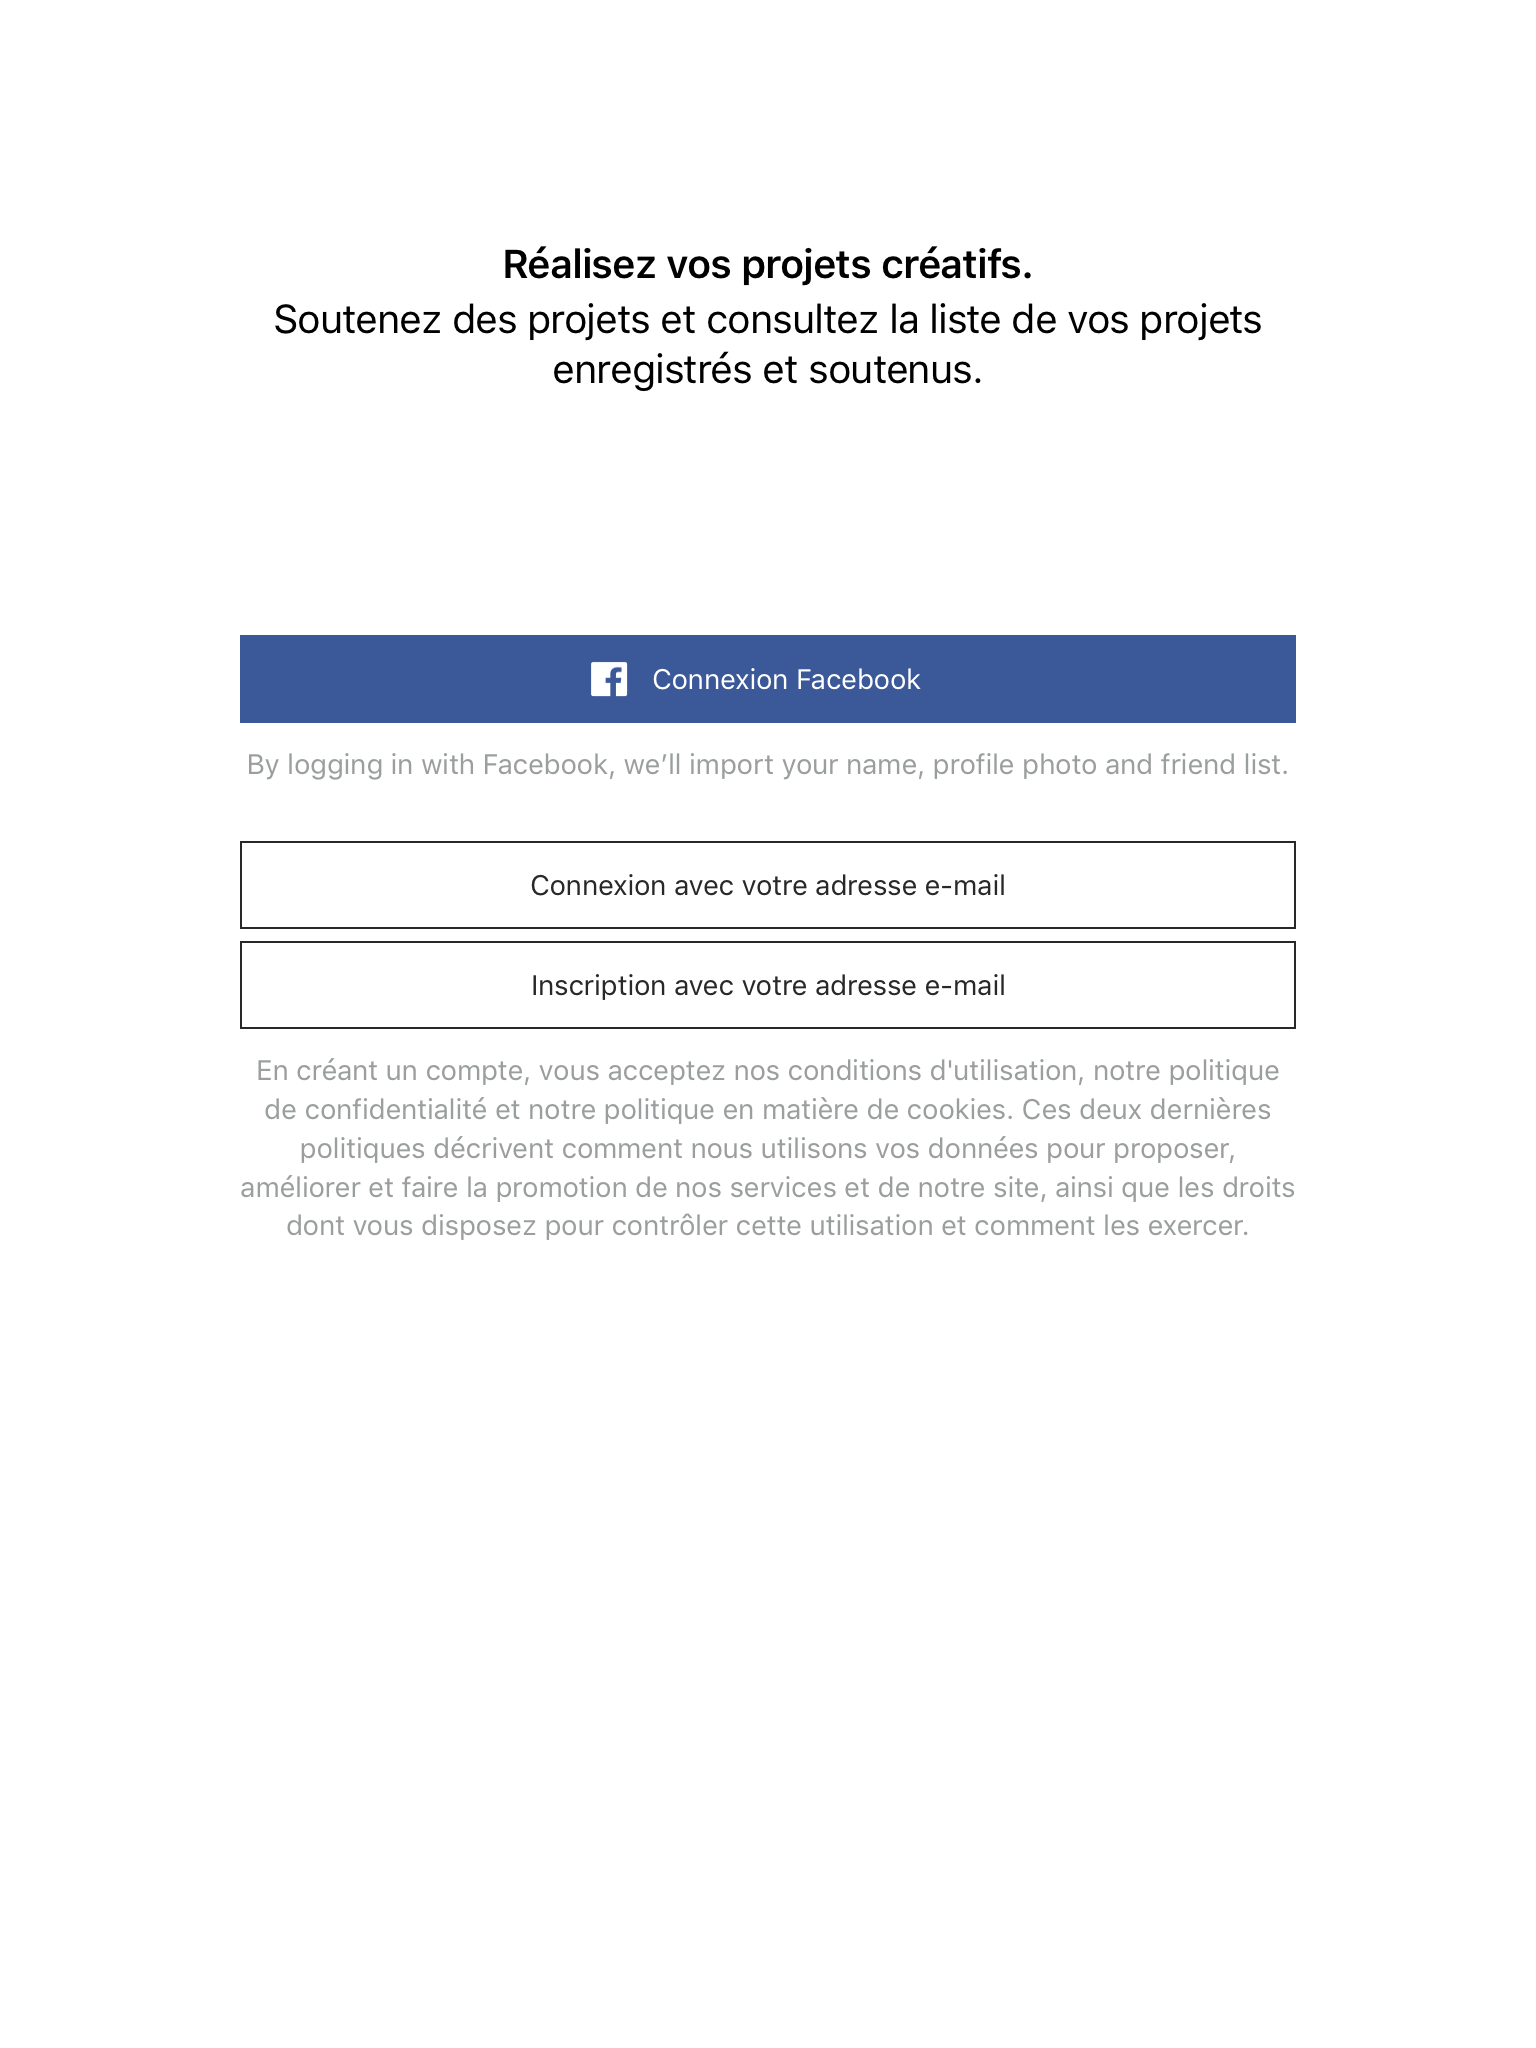 Réalisez vos projets créatifs.
Soutenez des projets et consultez la liste de vos projets
enregistrés et soutenus.
Connexion Facebook
By logging in with Facebook, we’ll import your name, profile photo and friend list.
Connexion avec votre adresse e-mail
Inscription avec votre adresse e-mail
En créant un compte, vous acceptez nos conditions d'utilisation, notre politique
de confidentialité et notre politique en matière de cookies. Ces deux dernières
politiques décrivent comment nous utilisons vos données pour proposer,
améliorer et faire la promotion de nos services et de notre site, ainsi que les droits
dont vous disposez pour contrôler cette utilisation et comment les exercer.